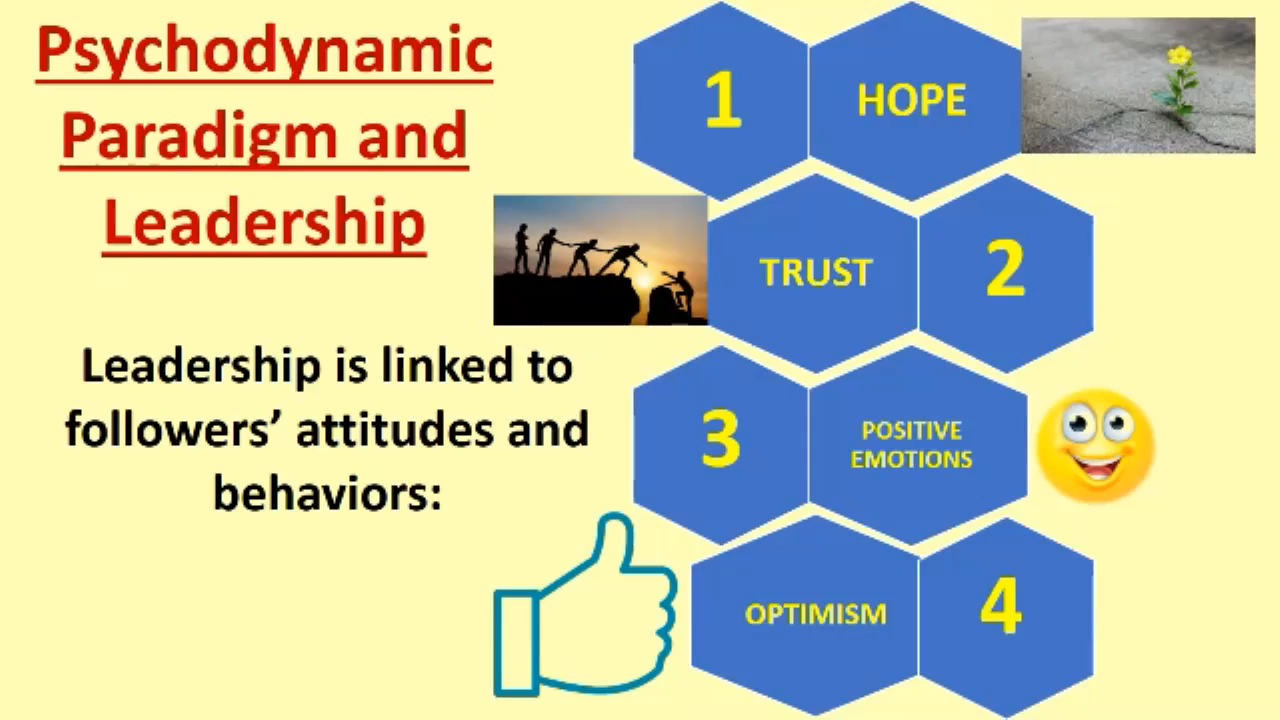 Psychodynamic
Paradigm and
Leadership
Leadership is linked to
followers’ attitudes and
behaviors:
1
HOPE
TRUST
2
3
POSITIVE
EMOTIONS
OPTIMISM
4